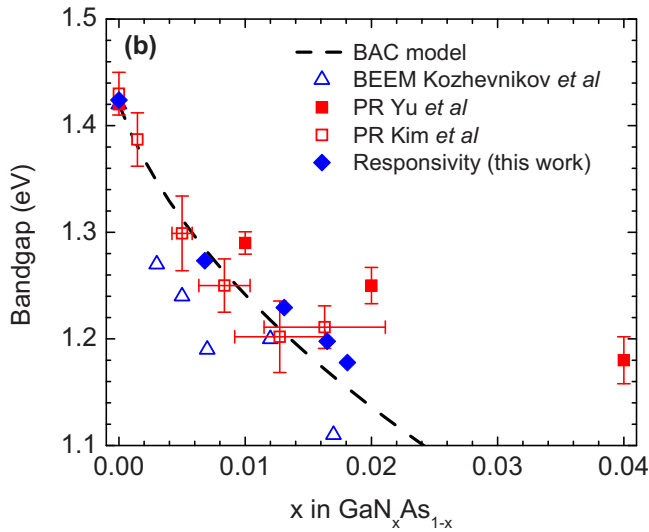 (b)
BAC model
BEEM Kozhevnikov et al
PR Yu et al
PR Kim et al
Responsivity (this work)
Bandgap (eV)
1.5
1.4
1.3
1.2
1.1
0.00 0.01 0.02 0.03 0.04
x in GaNₓAs₁₋ₓ